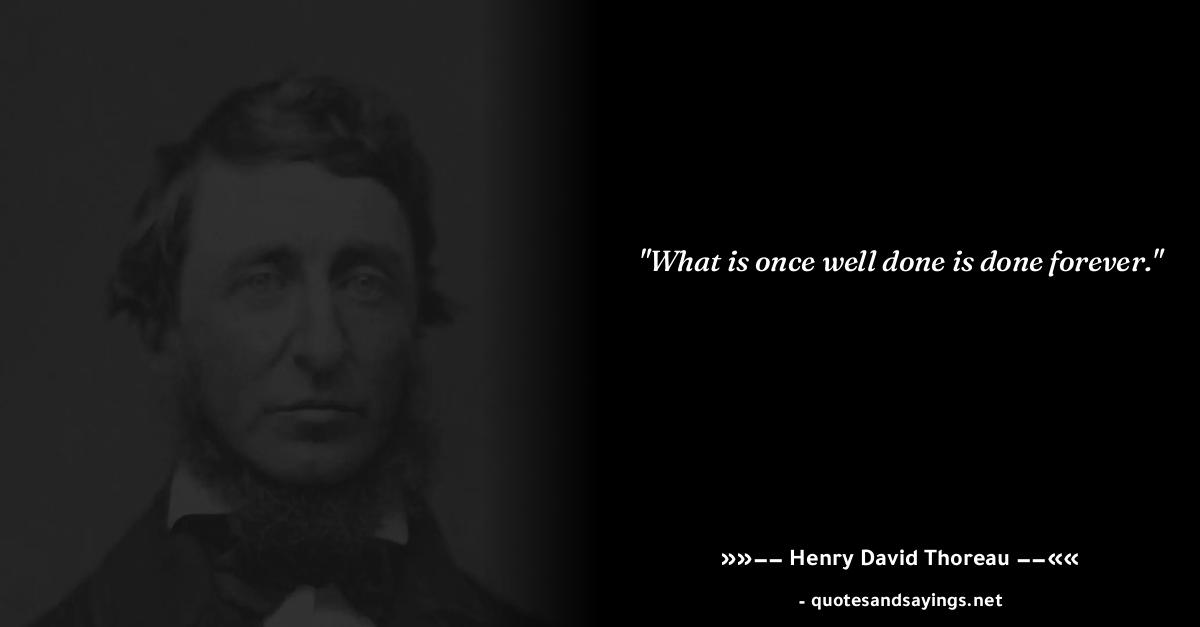 "What is once well done is done forever."
»»−− Henry David Thoreau −−««
- quotesandsayings.net